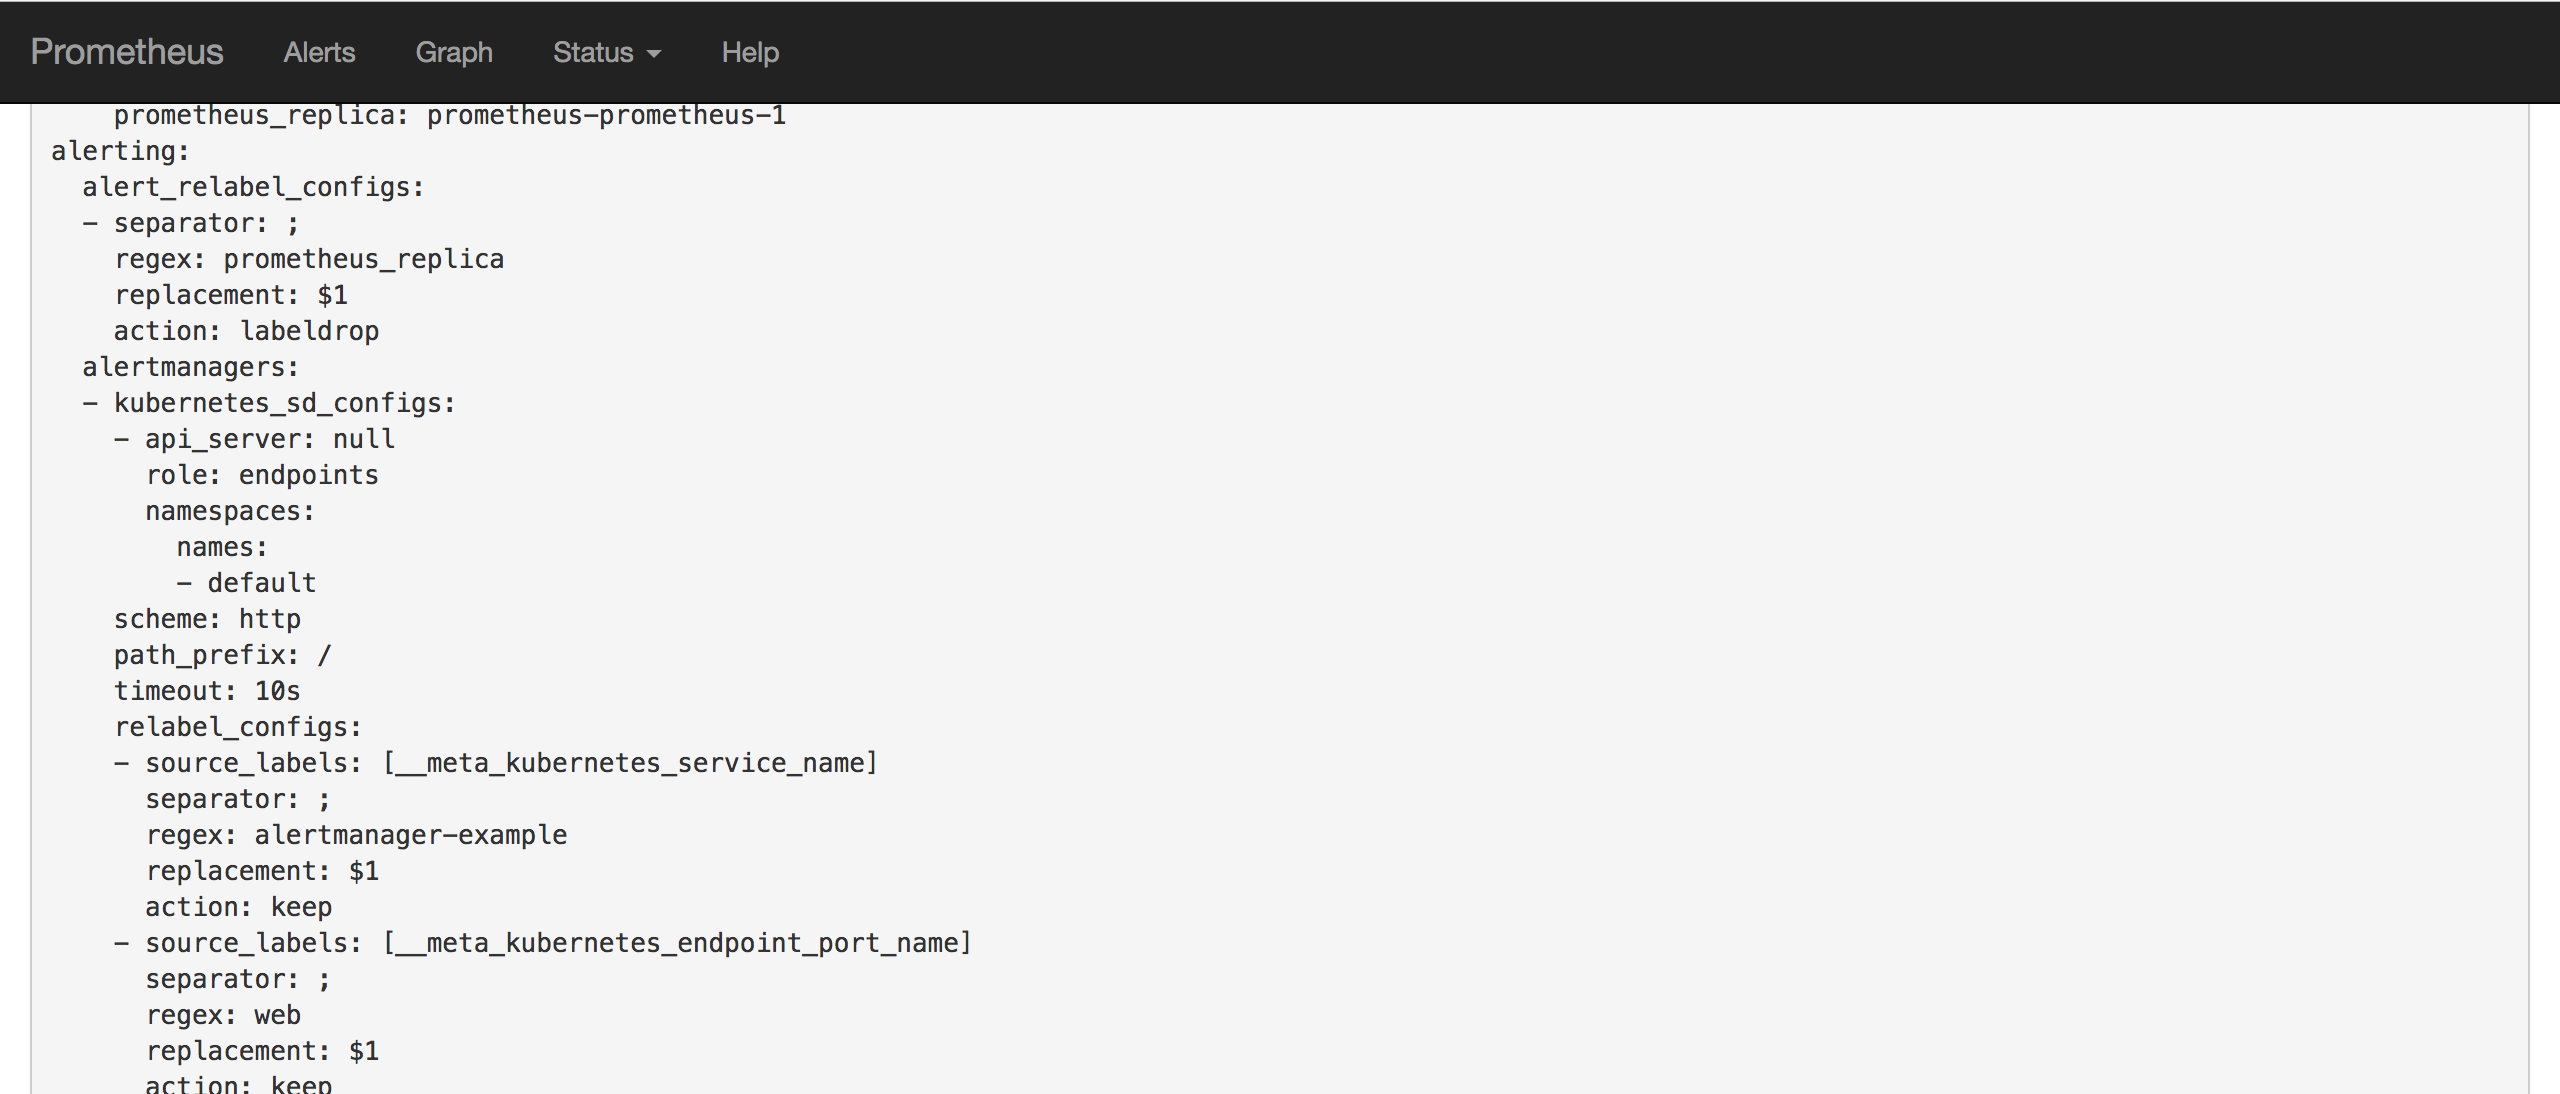 Prometheus Alerts Graph Status Help
    prometheus_replica: prometheus-prometheus-1
alerting:
  alert_relabel_configs:
  - separator: ;
    regex: prometheus_replica
    replacement: $1
    action: labeldrop
  alertmanagers:
  - kubernetes_sd_configs:
    - api_server: null
      role: endpoints
      namespaces:
        names:
        - default
    scheme: http
    path_prefix: /
    timeout: 10s
    relabel_configs:
    - source_labels: [__meta_kubernetes_service_name]
      separator: ;
      regex: alertmanager-example
      replacement: $1
      action: keep
    - source_labels: [__meta_kubernetes_endpoint_port_name]
      separator: ;
      regex: web
      replacement: $1
      action: keep